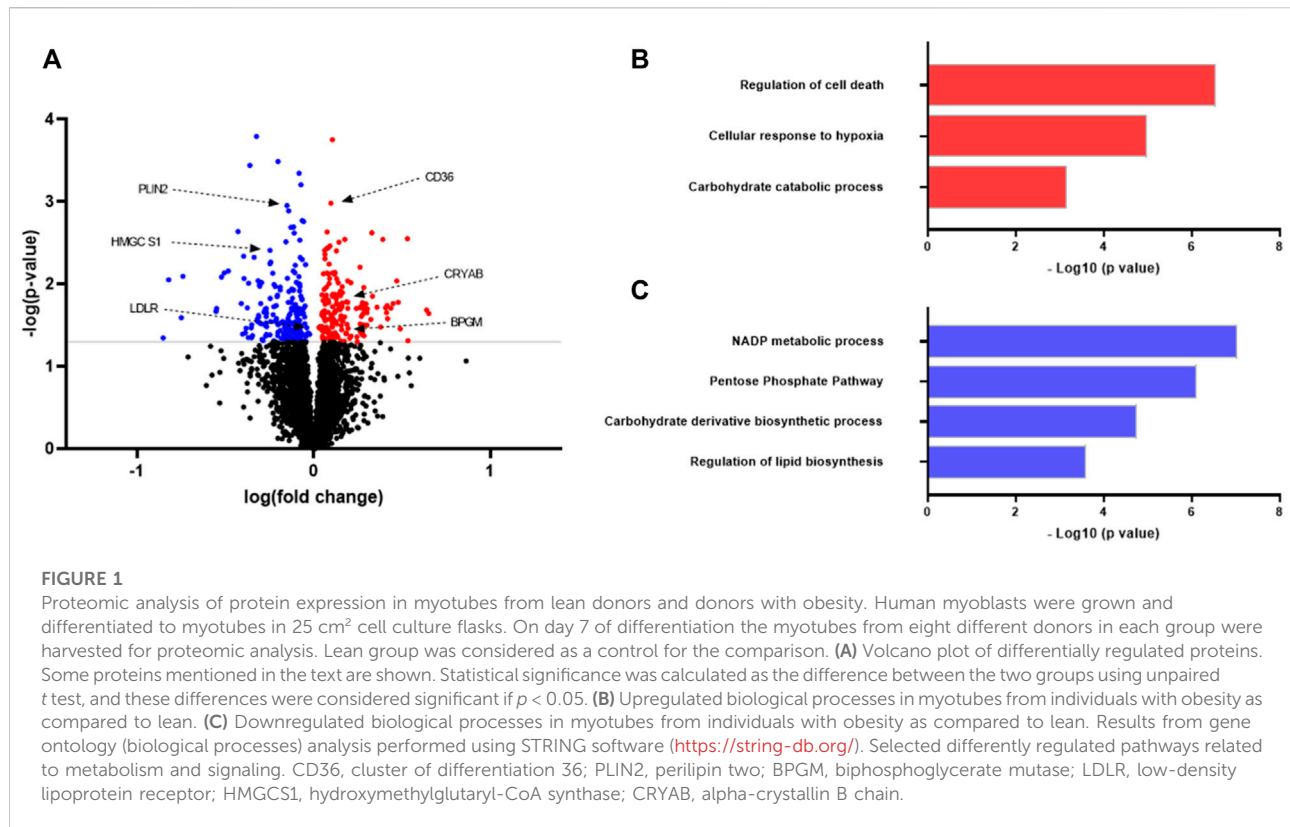 A
4
3
2
1
0
-1
0
1
-log(p-value)
log(fold change)
PLIN2
HMGC S1
LDLR
CD36
CRYAB
BPGM
B
Regulation of cell death
Cellular response to hypoxia
Carbohydrate catabolic process
0 2 4 6 8
- Log10 (p value)
C
NADP metabolic process
Pentose Phosphate Pathway
Carbohydrate derivative biosynthetic process
Regulation of lipid biosynthesis
0 2 4 6 8
- Log10 (p value)
FIGURE 1
Proteomic analysis of protein expression in myotubes from lean donors and donors with obesity. Human myoblasts were grown and
differentiated to myotubes in 25 cm² cell culture flasks. On day 7 of differentiation the myotubes from eight different donors in each group were
harvested for proteomic analysis. Lean group was considered as a control for the comparison. (A) Volcano plot of differentially regulated proteins.
Some proteins mentioned in the text are shown. Statistical significance was calculated as the difference between the two groups using unpaired
t test, and these differences were considered significant if p < 0.05. (B) Upregulated biological processes in myotubes from individuals with obesity as
compared to lean. (C) Downregulated biological processes in myotubes from individuals with obesity as compared to lean. Results from gene
ontology (biological processes) analysis performed using STRING software (https://string-db.org/). Selected differently regulated pathways related
to metabolism and signaling. CD36, cluster of differentiation 36; PLIN2, perilipin two; BPGM, biphosphoglycerate mutase; LDLR, low-density
lipoprotein receptor; HMGCS1, hydroxymethylglutaryl-CoA synthase; CRYAB, alpha-crystallin B chain.